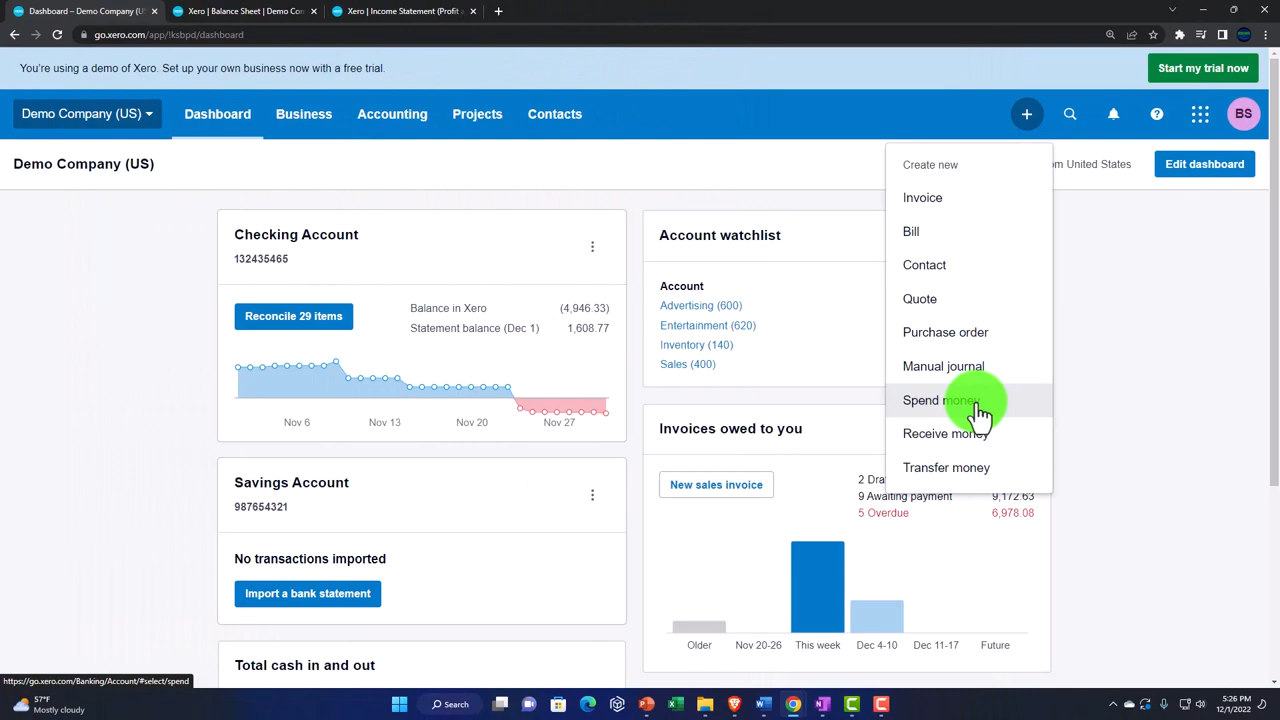 Dashboard – Demo Company (US)
Xero | Balance Sheet | Demo Com
Xero | Income Statement (Profit a
go.xero.com/app/!ksbpd/dashboard
You're using a demo of Xero. Set up your own business now with a free trial.
Start my trial now
Demo Company (US)
Dashboard
Business
Accounting
Projects
Contacts
BS
Demo Company (US)
om United States
Edit dashboard
Create new
Invoice
Bill
Contact
Quote
Purchase order
Manual journal
Spend money
Receive money
Transfer money
Checking Account
132435465
Reconcile 29 items
Balance in Xero (4,946.33)
Statement balance (Dec 1) 1,608.77
Nov 6 Nov 13 Nov 20 Nov 27
Savings Account
987654321
No transactions imported
Import a bank statement
Total cash in and out
Account watchlist
Account
Advertising (600)
Entertainment (620)
Inventory (140)
Sales (400)
Invoices owed to you
New sales invoice
2 Dra
9 Awaiting payment 9,172.63
5 Overdue 6,978.08
Older Nov 20-26 This week Dec 4-10 Dec 11-17 Future
https://go.xero.com/Banking/Account/#select/spend
57°F
Mostly cloudy
Search
5:26 PM
12/1/2022